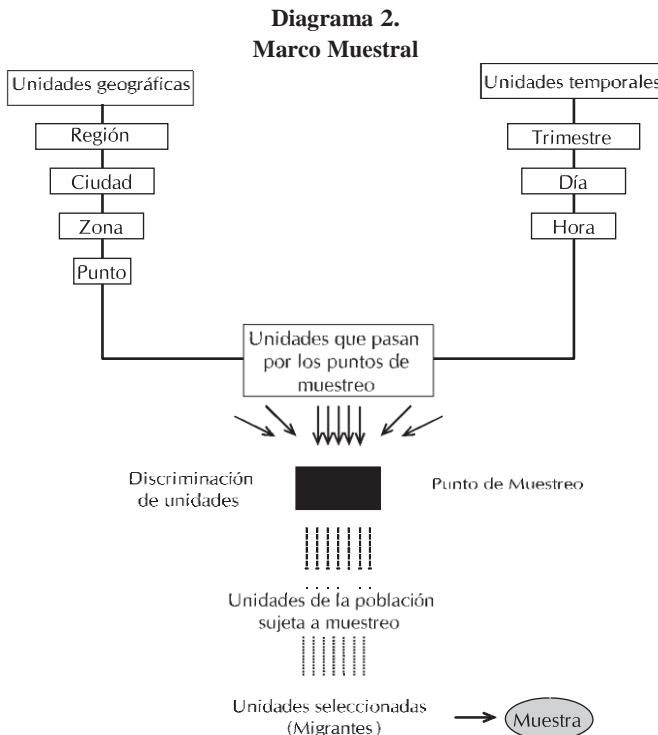 Diagrama 2.
Marco Muestral
Unidades geográficas
Región
Ciudad
Zona
Punto
Unidades temporales
Trimestre
Día
Hora
Unidades que pasan
por los puntos de
muestreo
Discriminación
de unidades
Punto de Muestreo
Unidades de la población
sujeta a muestreo
Unidades seleccionadas
(Migrantes)
Muestra